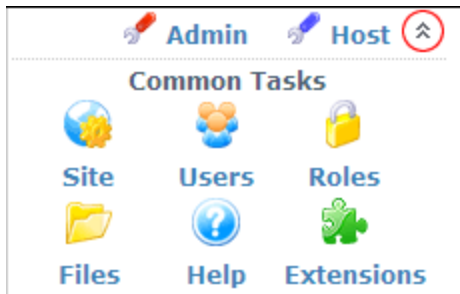 Admin Host
Common Tasks
Site Users Roles
Files Help Extensions